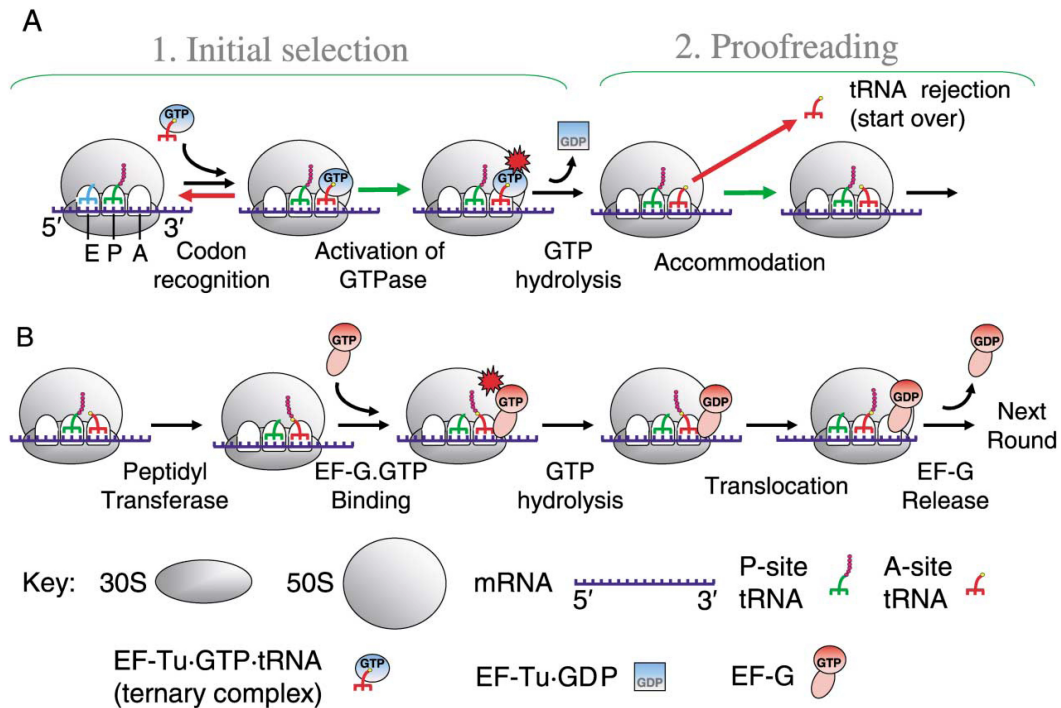 A
1. Initial selection
2. Proofreading
GTP
tRNA rejection
(start over)
GDP
GTP
GTP
5′ 3′
E P A
Codon
recognition
Activation of
GTPase
GTP
hydrolysis
Accommodation
B
GTP
GTP
GDP
GDP
GDP
Next
Round
Peptidyl
Transferase
EF-G.GTP
Binding
GTP
hydrolysis
Translocation
EF-G
Release
Key: 30S 50S mRNA 5′ 3′
P-site
tRNA
A-site
tRNA
EF-Tu·GTP·tRNA
(ternary complex)
GTP
EF-Tu·GDP
GDP
EF-G
GTP